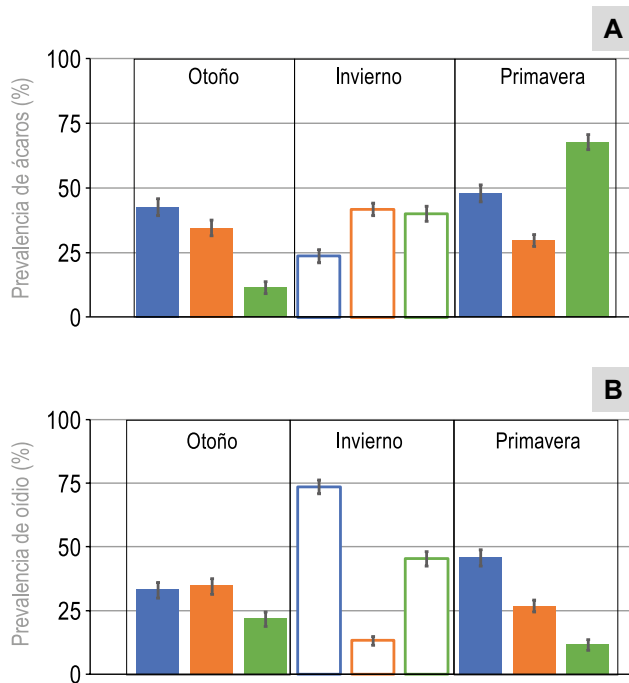 A
Prevalencia de ácaros (%)
100
75
50
25
0
Otoño
Invierno
Primavera
B
Prevalencia de oídio (%)
100
75
50
25
0
Otoño
Invierno
Primavera